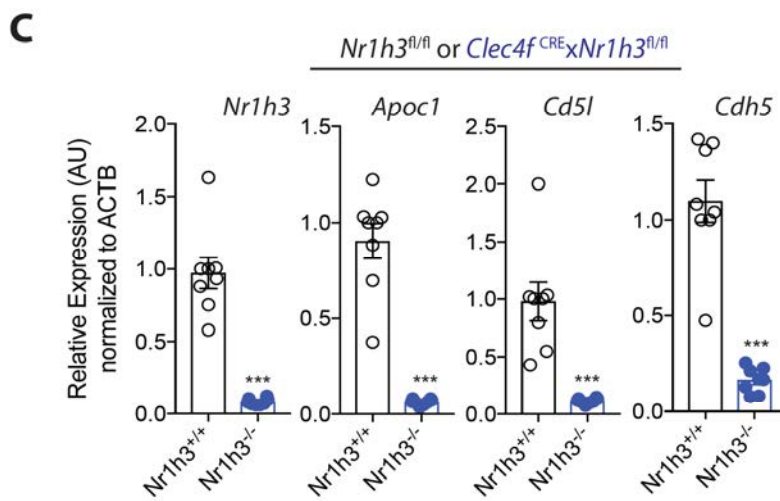 C
Nr1h3fl/fl or Clec4f CRExNr1h3fl/fl
Nr1h3 Apoc1 Cd5l Cdh5
Relative Expression (AU)
normalized to ACTB
2.0
1.5
1.0
0.5
0.0
***
Nr1h3+/+ Nr1h3-/-
1.5
1.0
0.5
0.0
***
Nr1h3+/+ Nr1h3-/-
2.5
2.0
1.5
1.0
0.5
0.0
***
Nr1h3+/+ Nr1h3-/-
1.5
1.0
0.5
0.0
***
Nr1h3+/+ Nr1h3-/-